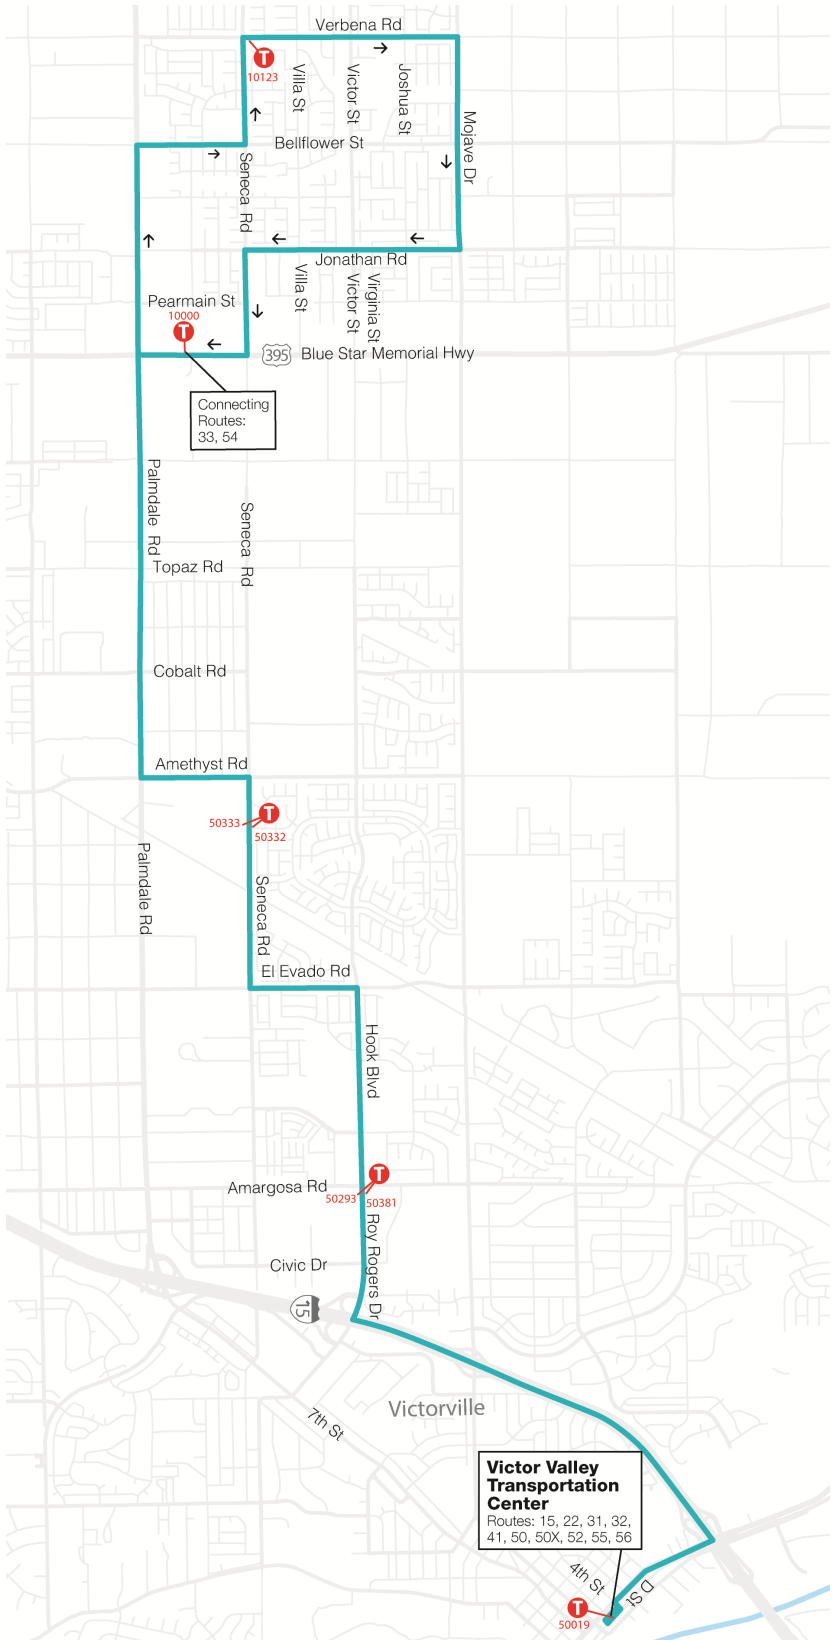 Verbena Rd
T
10123
Villa St
Victor St
Joshua St
Mojave Dr
Bellflower St
Seneca Rd
Jonathan Rd
Villa St
Victor St
Virginia St
Pearmain St
10000
T
395
Blue Star Memorial Hwy
Connecting
Routes:
33, 54
Palmdale Rd
Seneca Rd
Topaz Rd
Cobalt Rd
Amethyst Rd
T
50333
50332
Palmdale Rd
Seneca Rd
El Evado Rd
Hook Blvd
T
Amargosa Rd
50293
50381
Roy Rogers Dr
Civic Dr
15
Victorville
7th St
Victor Valley
Transportation
Center
Routes: 15, 22, 31, 32,
41, 50, 50X, 52, 55, 56
4th St
D St
T
50019